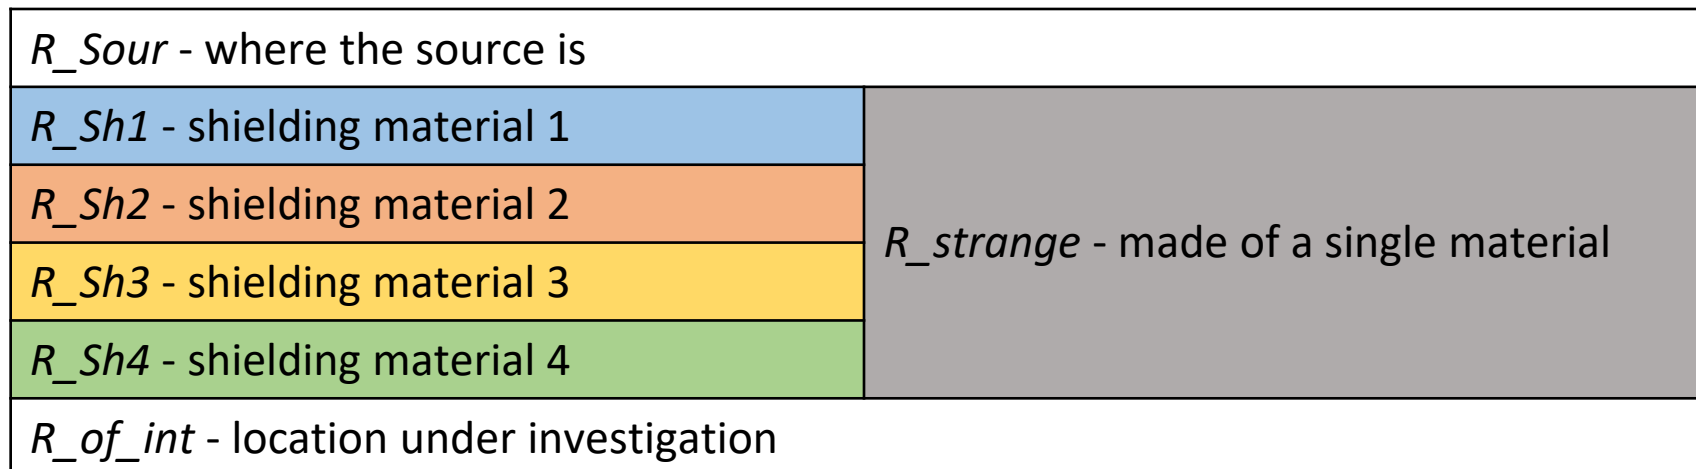 R_Sour - where the source is
R_Sh1 - shielding material 1
R_Sh2 - shielding material 2
R_Sh3 - shielding material 3
R_Sh4 - shielding material 4
R_strange - made of a single material
R_of_int - location under investigation